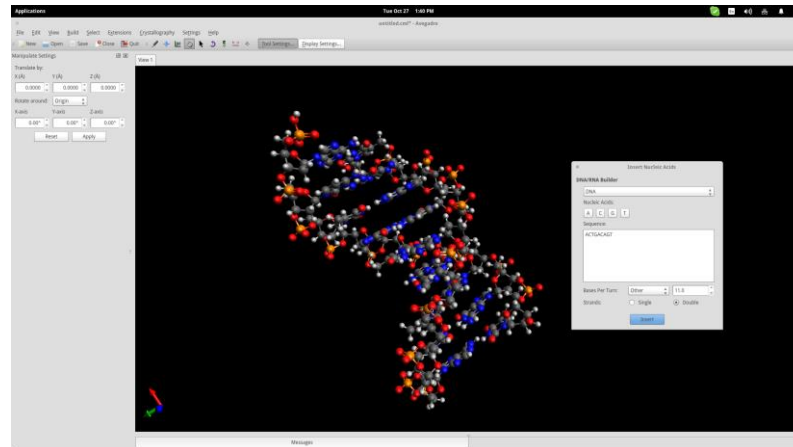 Applications
Tue Oct 27 1:40 PM
untitled.cml* - Avogadro
File Edit View Build Select Extensions Crystallography Settings Help
New Open Save Close Quit Tool Settings... Display Settings...
Manipulate Settings
View 1
Translate by:
X (Å) Y (Å) Z (Å)
0.0000 0.0000 0.0000
Rotate around: Origin
X-axis Y-axis Z-axis
0.00° 0.00° 0.00°
Reset Apply
Insert Nucleic Acids
DNA/RNA Builder
DNA
Nucleic Acids:
A C G T
Sequence:
ACTGACAGT
Bases Per Turn: Other 11.0
Strands: Single Double
Insert
Messages